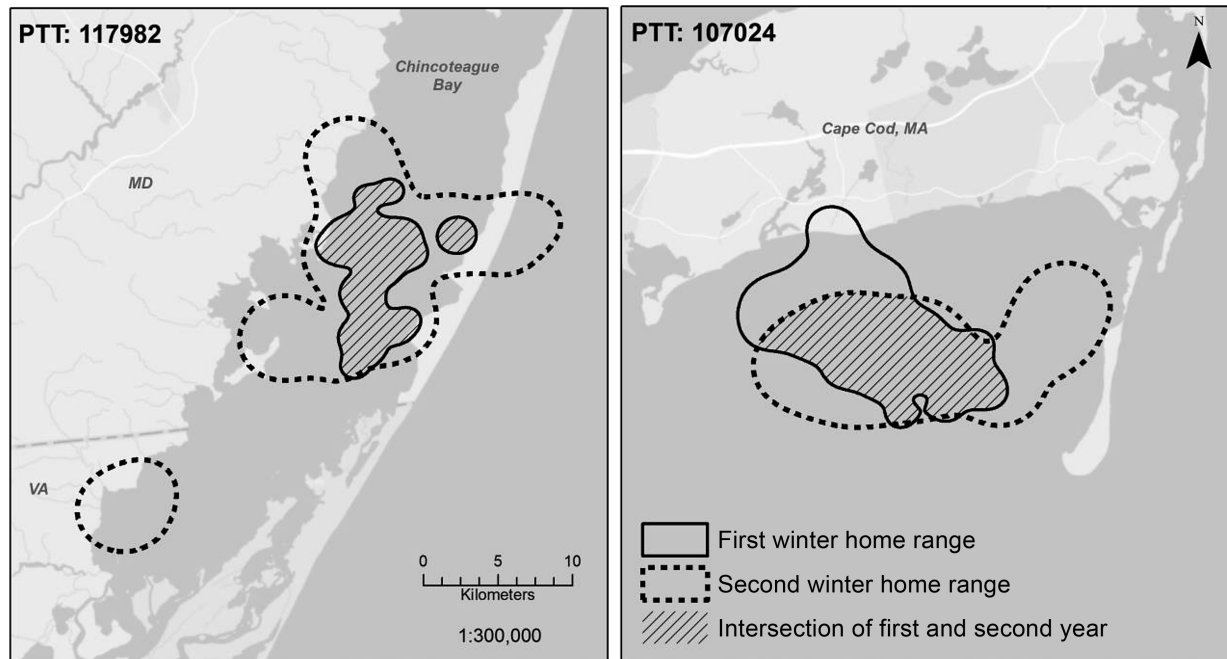 PTT: 117982
Chincoteague
Bay
MD
VA
0 5 10
Kilometers
1:300,000
PTT: 107024
N
Cape Cod, MA
First winter home range
Second winter home range
Intersection of first and second year